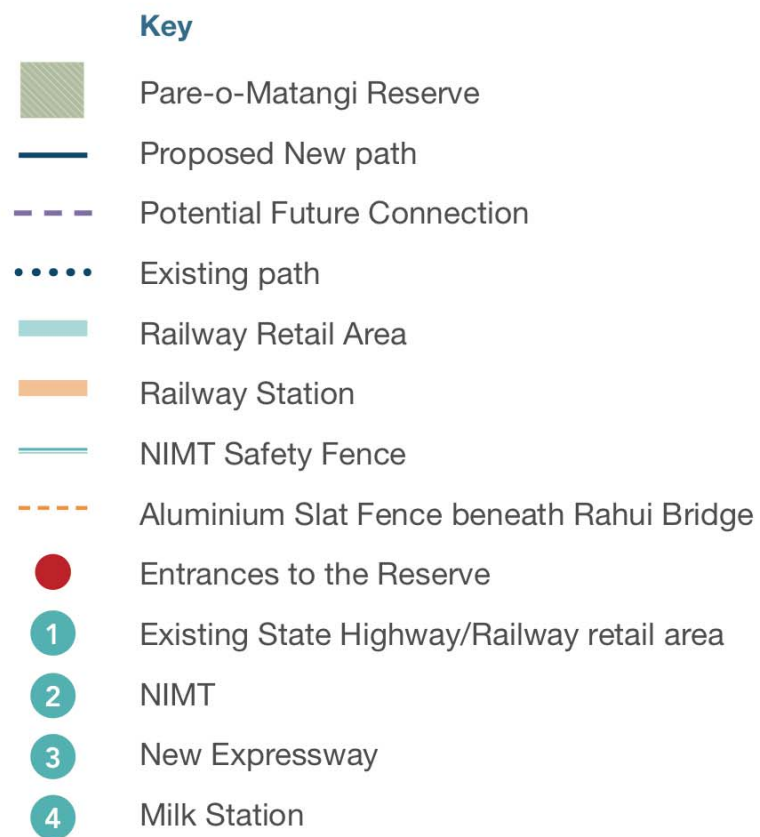 Key
Pare-o-Matangi Reserve
Proposed New path
Potential Future Connection
Existing path
Railway Retail Area
Railway Station
NIMT Safety Fence
Aluminium Slat Fence beneath Rahui Bridge
Entrances to the Reserve
1 Existing State Highway/Railway retail area
2 NIMT
3 New Expressway
4 Milk Station